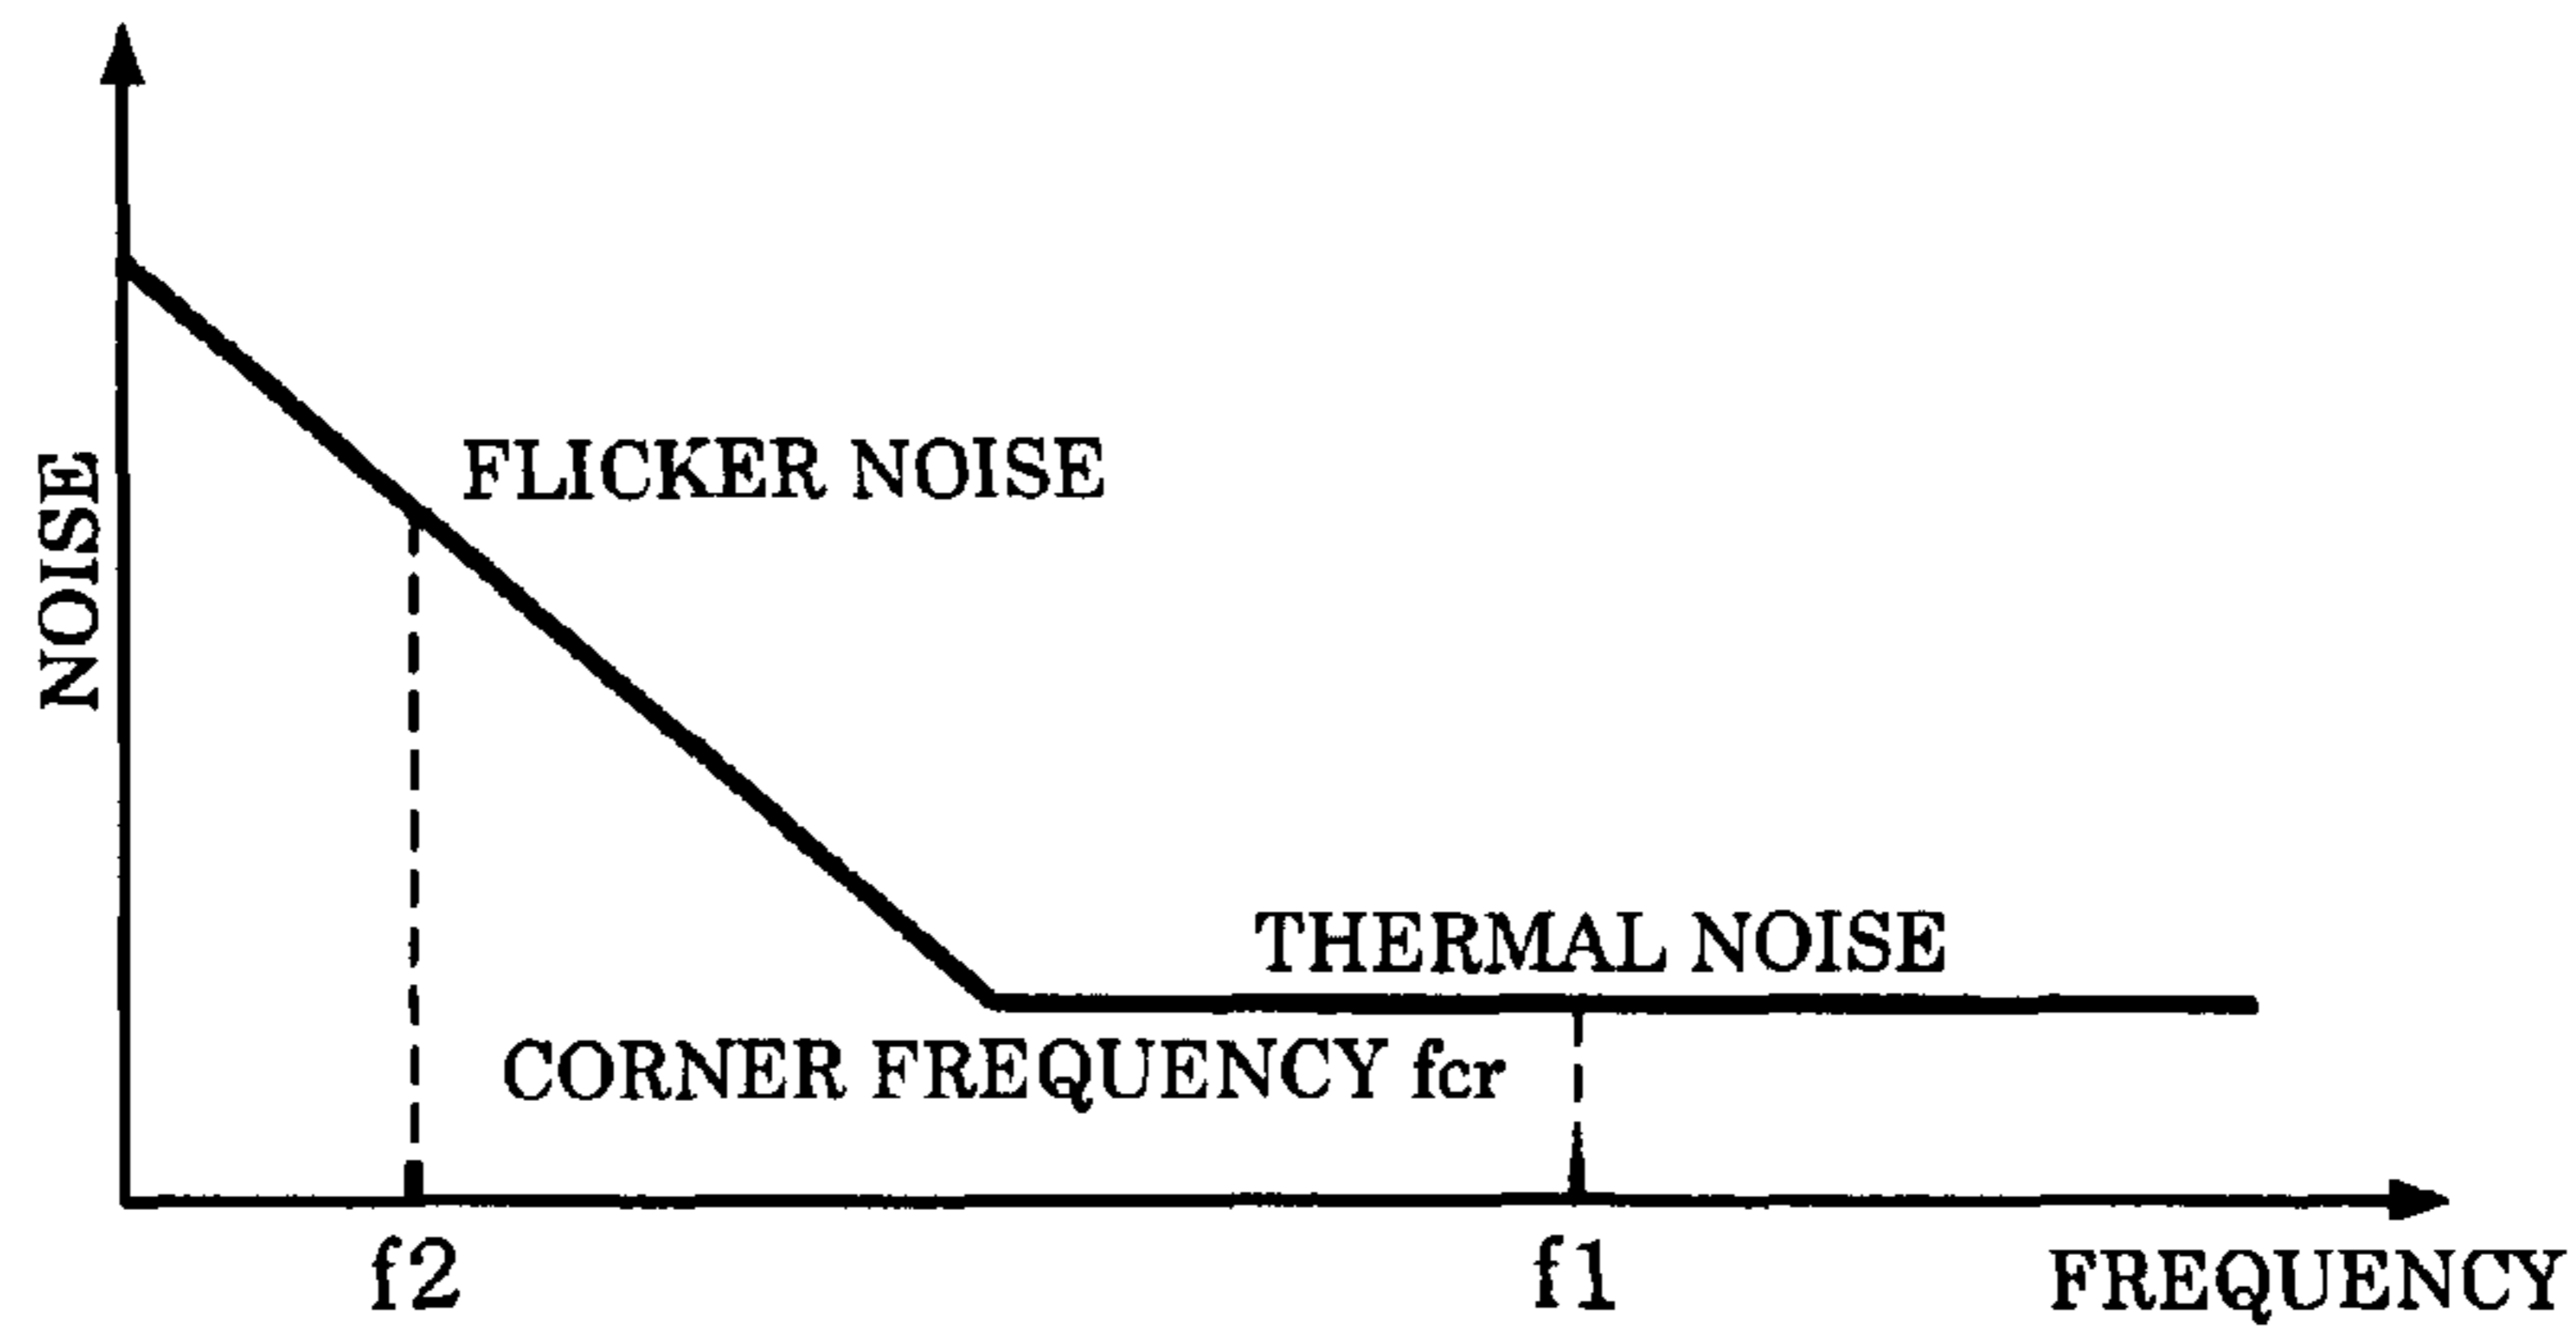 NOISE
FLICKER NOISE
THERMAL NOISE
CORNER FREQUENCY fcr
f2
f1
FREQUENCY